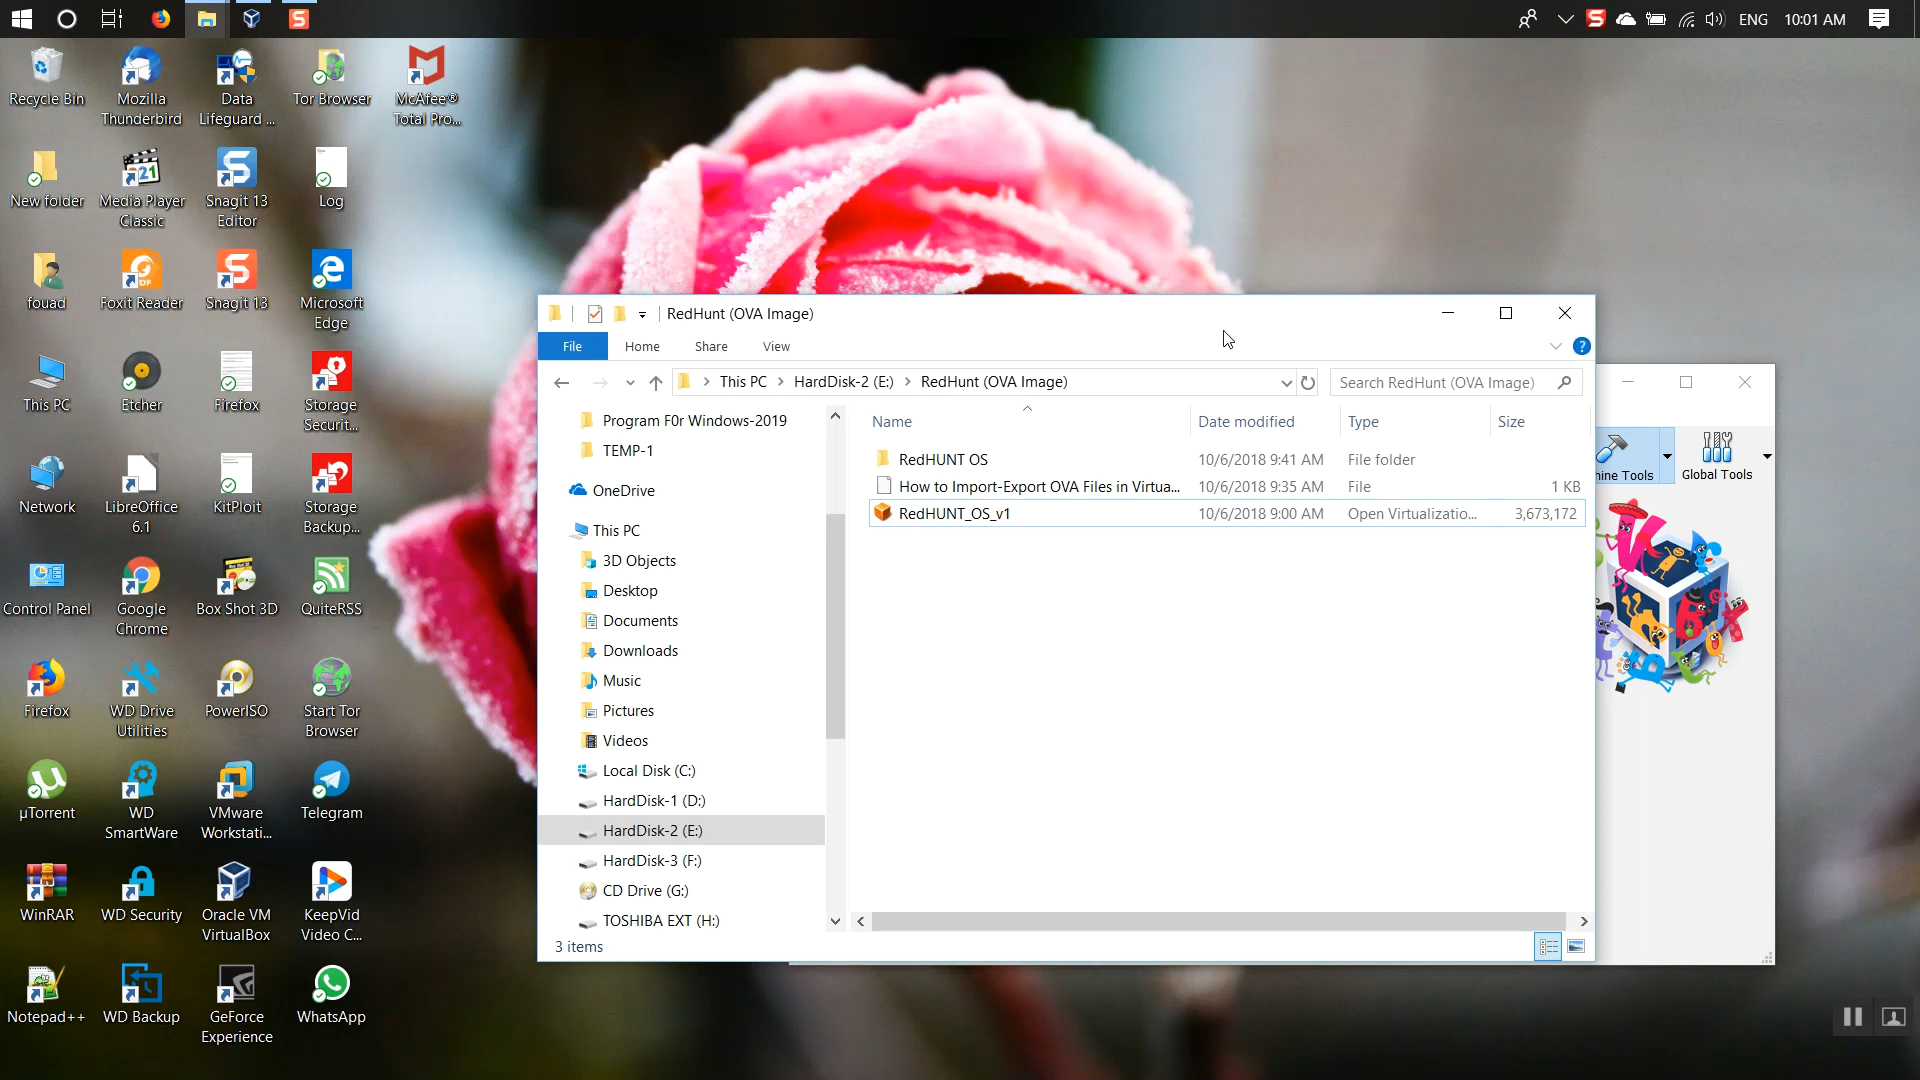 ENG
10:01 AM
Recycle Bin
Mozilla
Thunderbird
Data
Lifeguard ...
Tor Browser
McAfee®
Total Pro...
New folder
Media Player
Classic
Snagit 13
Editor
Log
fouad
Foxit Reader
Snagit 13
Microsoft
Edge
This PC
Etcher
Firefox
Storage
Securit...
Network
LibreOffice
6.1
KitPloit
Storage
Backup...
Control Panel
Google
Chrome
Box Shot 3D
QuiteRSS
Firefox
WD Drive
Utilities
PowerISO
Start Tor
Browser
µTorrent
WD
SmartWare
VMware
Workstati...
Telegram
WinRAR
WD Security
Oracle VM
VirtualBox
KeepVid
Video C...
Notepad++
WD Backup
GeForce
Experience
WhatsApp
RedHunt (OVA Image)
File
Home
Share
View
This PC
HardDisk-2 (E:)
RedHunt (OVA Image)
Search RedHunt (OVA Image)
Program F0r Windows-2019
TEMP-1
OneDrive
This PC
3D Objects
Desktop
Documents
Downloads
Music
Pictures
Videos
Local Disk (C:)
HardDisk-1 (D:)
HardDisk-2 (E:)
HardDisk-3 (F:)
CD Drive (G:)
TOSHIBA EXT (H:)
Name
Date modified
Type
Size
RedHUNT OS
10/6/2018 9:41 AM
File folder
How to Import-Export OVA Files in Virtua...
10/6/2018 9:35 AM
File
1 KB
RedHUNT_OS_v1
10/6/2018 9:00 AM
Open Virtualizatio...
3,673,172
3 items
hine Tools
Global Tools